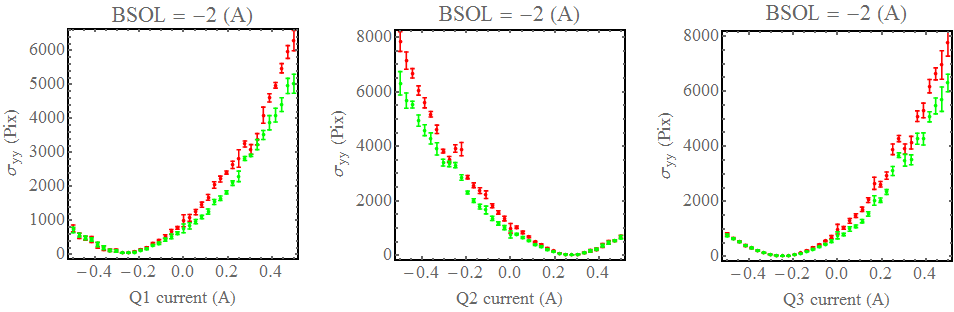 BSOL = −2 (A)
σyy (Pix)
6000
5000
4000
3000
2000
1000
0
−0.4 −0.2 0.0 0.2 0.4
Q1 current (A)
BSOL = −2 (A)
σyy (Pix)
8000
6000
4000
2000
0
−0.4 −0.2 0.0 0.2 0.4
Q2 current (A)
BSOL = −2 (A)
σyy (Pix)
8000
6000
4000
2000
0
−0.4 −0.2 0.0 0.2 0.4
Q3 current (A)